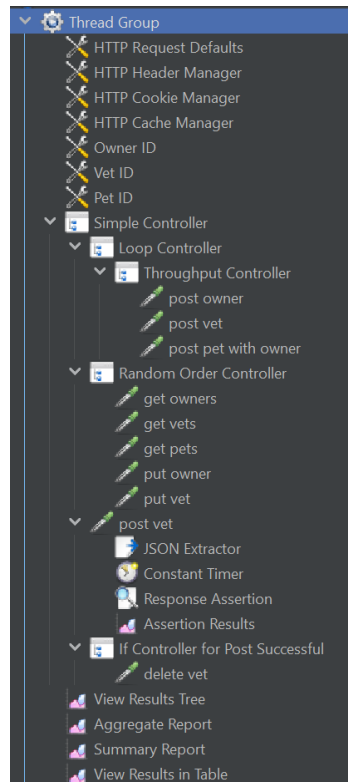 Thread Group
HTTP Request Defaults
HTTP Header Manager
HTTP Cookie Manager
HTTP Cache Manager
Owner ID
Vet ID
Pet ID
Simple Controller
Loop Controller
Throughput Controller
post owner
post vet
post pet with owner
Random Order Controller
get owners
get vets
get pets
put owner
put vet
post vet
JSON Extractor
Constant Timer
Response Assertion
Assertion Results
If Controller for Post Successful
delete vet
View Results Tree
Aggregate Report
Summary Report
View Results in Table